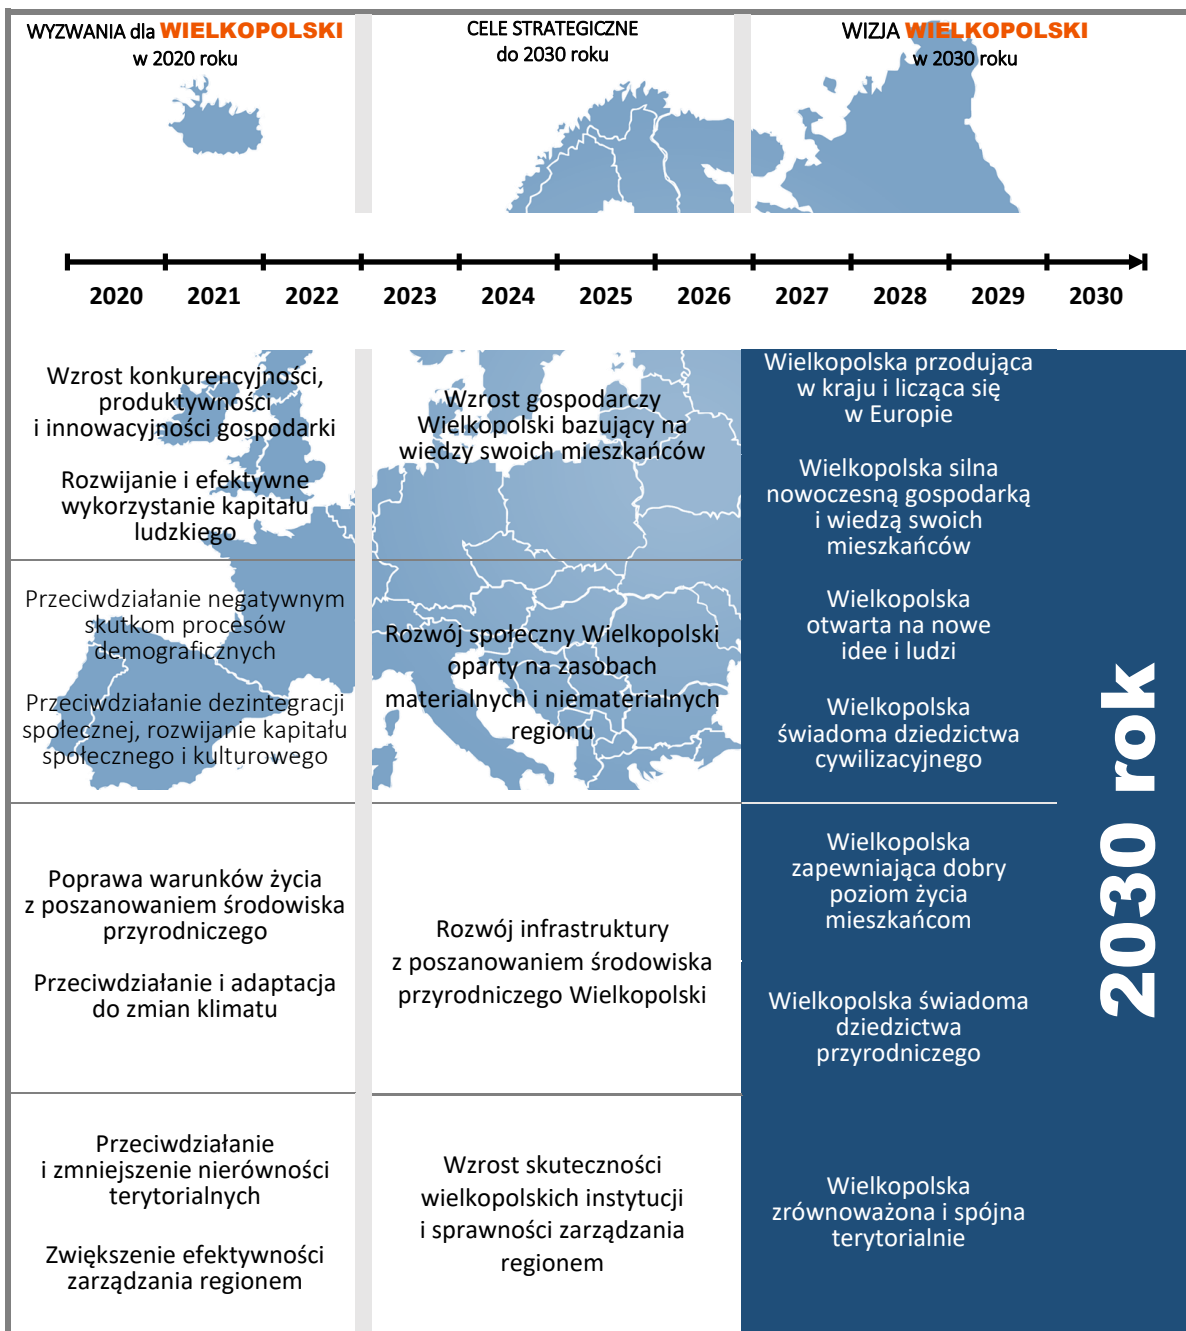 WYZWANIA dla WIELKOPOLSKI
w 2020 roku
CELE STRATEGICZNE
do 2030 roku
WIZJA WIELKOPOLSKI
w 2030 roku
2020 2021 2022 2023 2024 2025 2026 2027 2028 2029 2030
Wzrost konkurencyjności,
produktywności
i innowacyjności gospodarki
Rozwijanie i efektywne
wykorzystanie kapitału
ludzkiego
Wzrost gospodarczy
Wielkopolski bazujący na
wiedzy swoich mieszkańców
Wielkopolska przodująca
w kraju i licząca się
w Europie
Wielkopolska silna
nowoczesną gospodarką
i wiedzą swoich
mieszkańców
Przeciwdziałanie negatywnym
skutkom procesów
demograficznych
Przeciwdziałanie dezintegracji
społecznej, rozwijanie kapitału
społecznego i kulturowego
Rozwój społeczny Wielkopolski
oparty na zasobach
materialnych i niematerialnych
regionu
Wielkopolska
otwarta na nowe
idee i ludzi
Wielkopolska
świadoma dziedzictwa
cywilizacyjnego
Poprawa warunków życia
z poszanowaniem środowiska
przyrodniczego
Przeciwdziałanie i adaptacja
do zmian klimatu
Rozwój infrastruktury
z poszanowaniem środowiska
przyrodniczego Wielkopolski
Wielkopolska
zapewniająca dobry
poziom życia
mieszkańcom
Wielkopolska świadoma
dziedzictwa
przyrodniczego
Przeciwdziałanie
i zmniejszenie nierówności
terytorialnych
Zwiększenie efektywności
zarządzania regionem
Wzrost skuteczności
wielkopolskich instytucji
i sprawności zarządzania
regionem
Wielkopolska
zrównoważona i spójna
terytorialnie
2030 rok